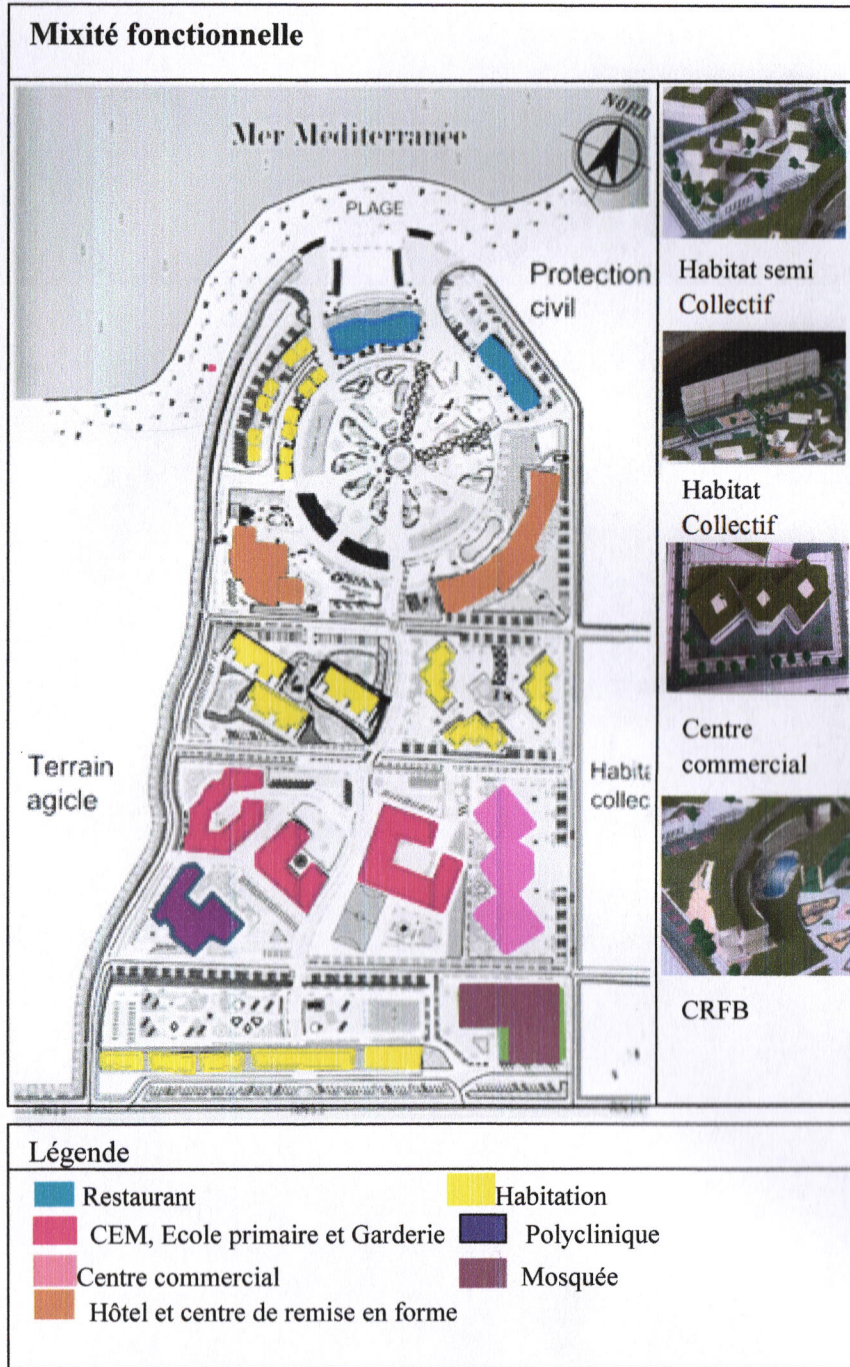 Mixité fonctionnelle
NORD
Mer Méditerranée
PLAGE
Protection
civil
Terrain
agicle
Habita
collec
Habitat semi
Collectif
Habitat
Collectif
Centre
commercial
CRFB
Légende
Restaurant
Habitation
CEM, Ecole primaire et Garderie
Polyclinique
Centre commercial
Mosquée
Hôtel et centre de remise en forme